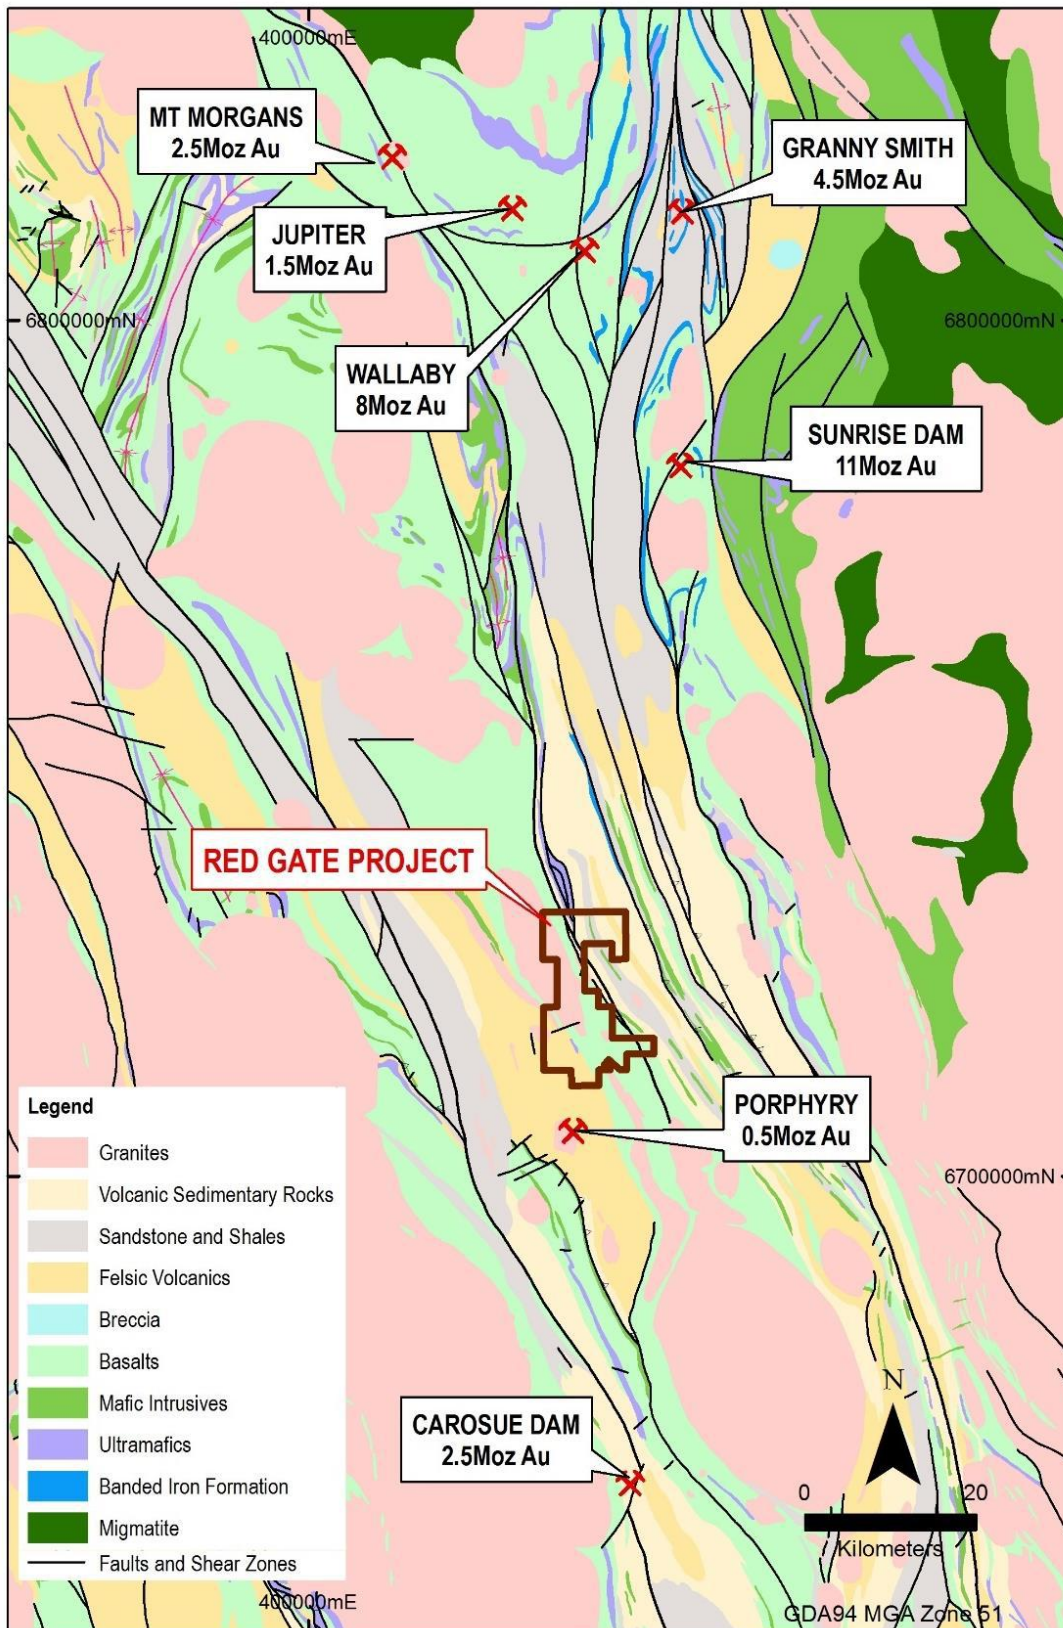 400000mE
MT MORGANS
2.5Moz Au
GRANNY SMITH
4.5Moz Au
JUPITER
1.5Moz Au
6800000mN
6800000mN
WALLABY
8Moz Au
SUNRISE DAM
11Moz Au
RED GATE PROJECT
Legend
Granites
Volcanic Sedimentary Rocks
Sandstone and Shales
Felsic Volcanics
Breccia
Basalts
Mafic Intrusives
Ultramafics
Banded Iron Formation
Migmatite
Faults and Shear Zones
PORPHYRY
0.5Moz Au
6700000mN
CAROSUE DAM
2.5Moz Au
N
0 20
Kilometers
400000mE
GDA94 MGA Zone 51